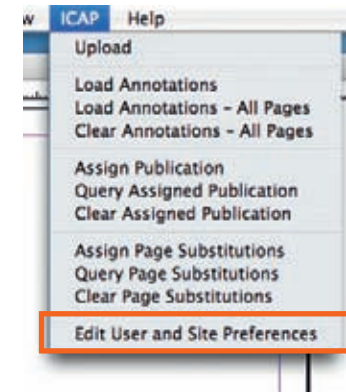 w ICAP Help
Upload
Load Annotations
Load Annotations - All Pages
Clear Annotations - All Pages
Assign Publication
Query Assigned Publication
Clear Assigned Publication
Assign Page Substitutions
Query Page Substitutions
Clear Page Substitutions
Edit User and Site Preferences